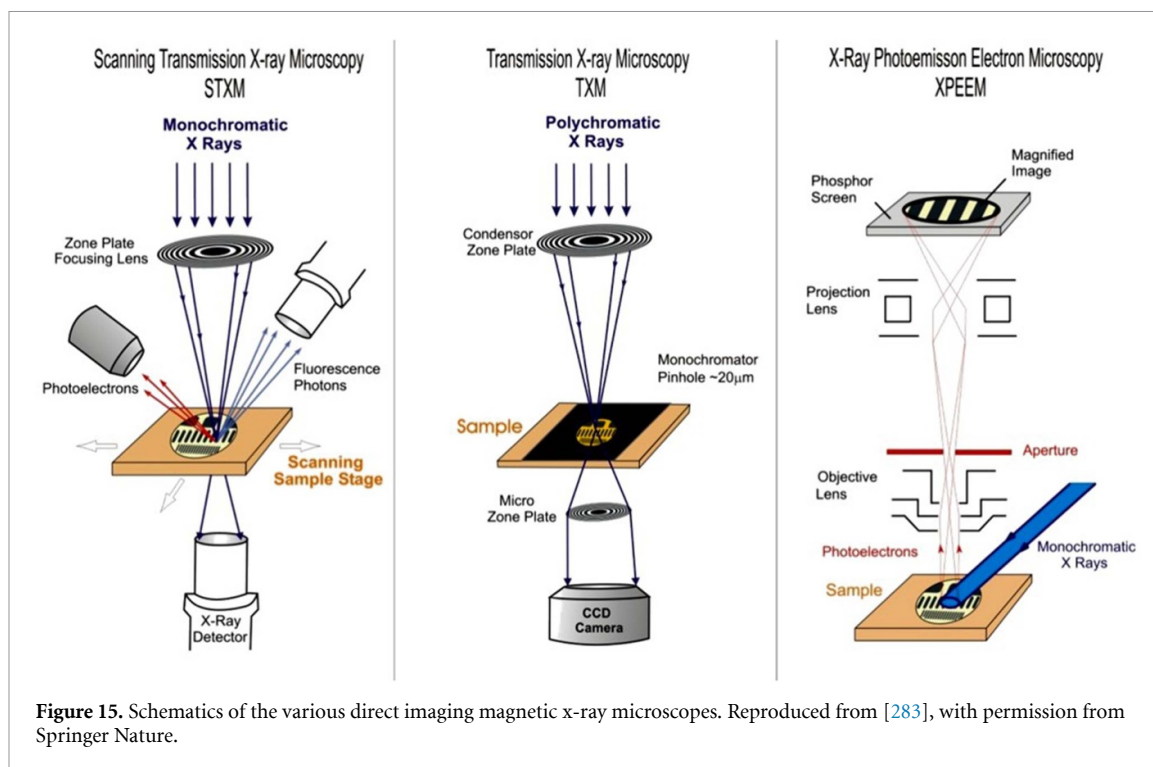 Scanning Transmission X-ray Microscopy
STXM
Monochromatic
X Rays
Zone Plate
Focusing Lens
Photoelectrons
Fluorescence
Photons
Scanning
Sample Stage
X-Ray
Detector
Transmission X-ray Microscopy
TXM
Polychromatic
X Rays
Condensor
Zone Plate
Monochromator
Pinhole ~20μm
Sample
Micro
Zone Plate
CCD
Camera
X-Ray Photoemisson Electron Microscopy
XPEEM
Magnified
Image
Phosphor
Screen
Projection
Lens
Aperture
Objective
Lens
Photoelectrons
Monochromatic
X Rays
Sample
Figure 15. Schematics of the various direct imaging magnetic x-ray microscopes. Reproduced from [283], with permission from
Springer Nature.